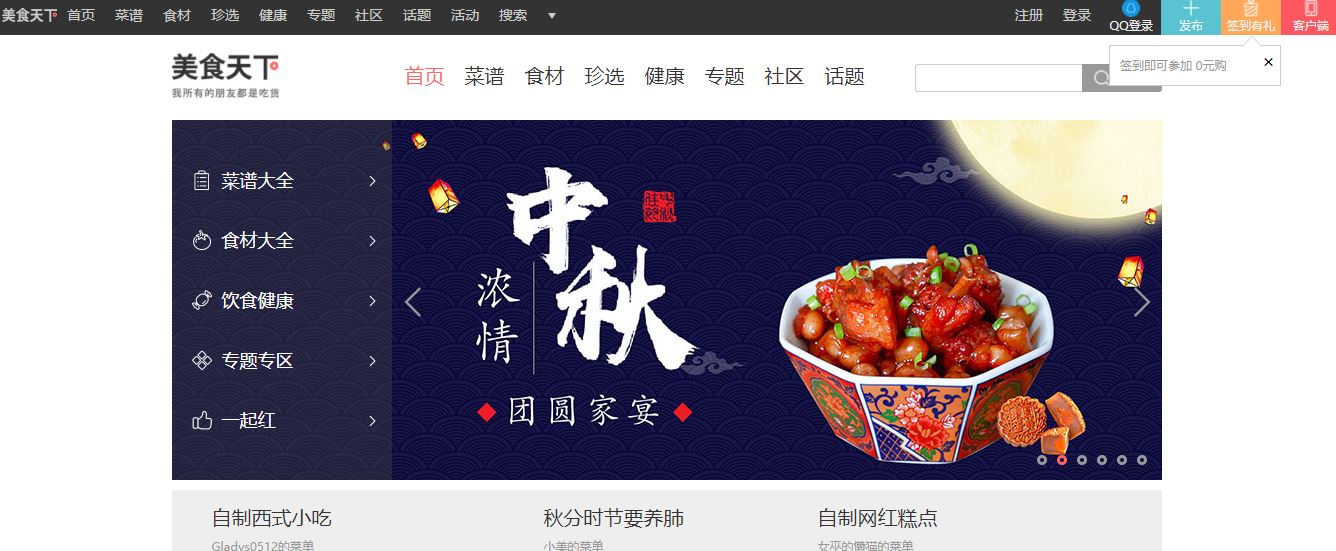 美食天下 首页 菜谱 食材 珍选 健康 专题 社区 话题 活动 搜索 注册 登录 QQ登录 发布 签到有礼 客户端
签到即可参加 0元购
美食天下
我所有的朋友都是吃货
首页 菜谱 食材 珍选 健康 专题 社区 话题
菜谱大全
食材大全
饮食健康
专题专区
一起红
中秋
浓情
中秋佳节
团圆家宴
自制西式小吃 秋分时节要养肺 自制网红糕点
Gladys0512的菜单 小美的菜单 女巫的懒猫的菜单